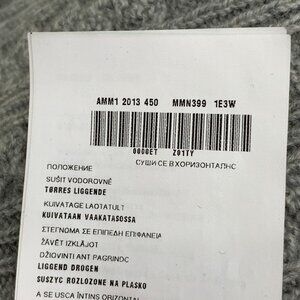 AMM1 2013 450 MMN399 1E3W
0000ET Z01TY
СУШИ СЕ В ХОРИЗОНТАЛНО
ПОЛОЖЕНИЕ
SUŠIT VODOROVNĚ
TØRRES LIGGENDE
KUIVATAGE LAOTATULT
KUIVATAAN VAAKATASOSSA
ΣΤΕΓΝΩΜΑ ΣΕ ΕΠΙΠΕΔΗ ΕΠΙΦΑΝΕΙΑ
ŽĀVĒT IZKLĀJOT
DŽIOVINTI ANT PAGRINDO
LIGGEND DROGEN
SUSZYĆ ROZŁOŻONE NA PŁASKO
A SE USCA ÎNTINS ORIZONTAL